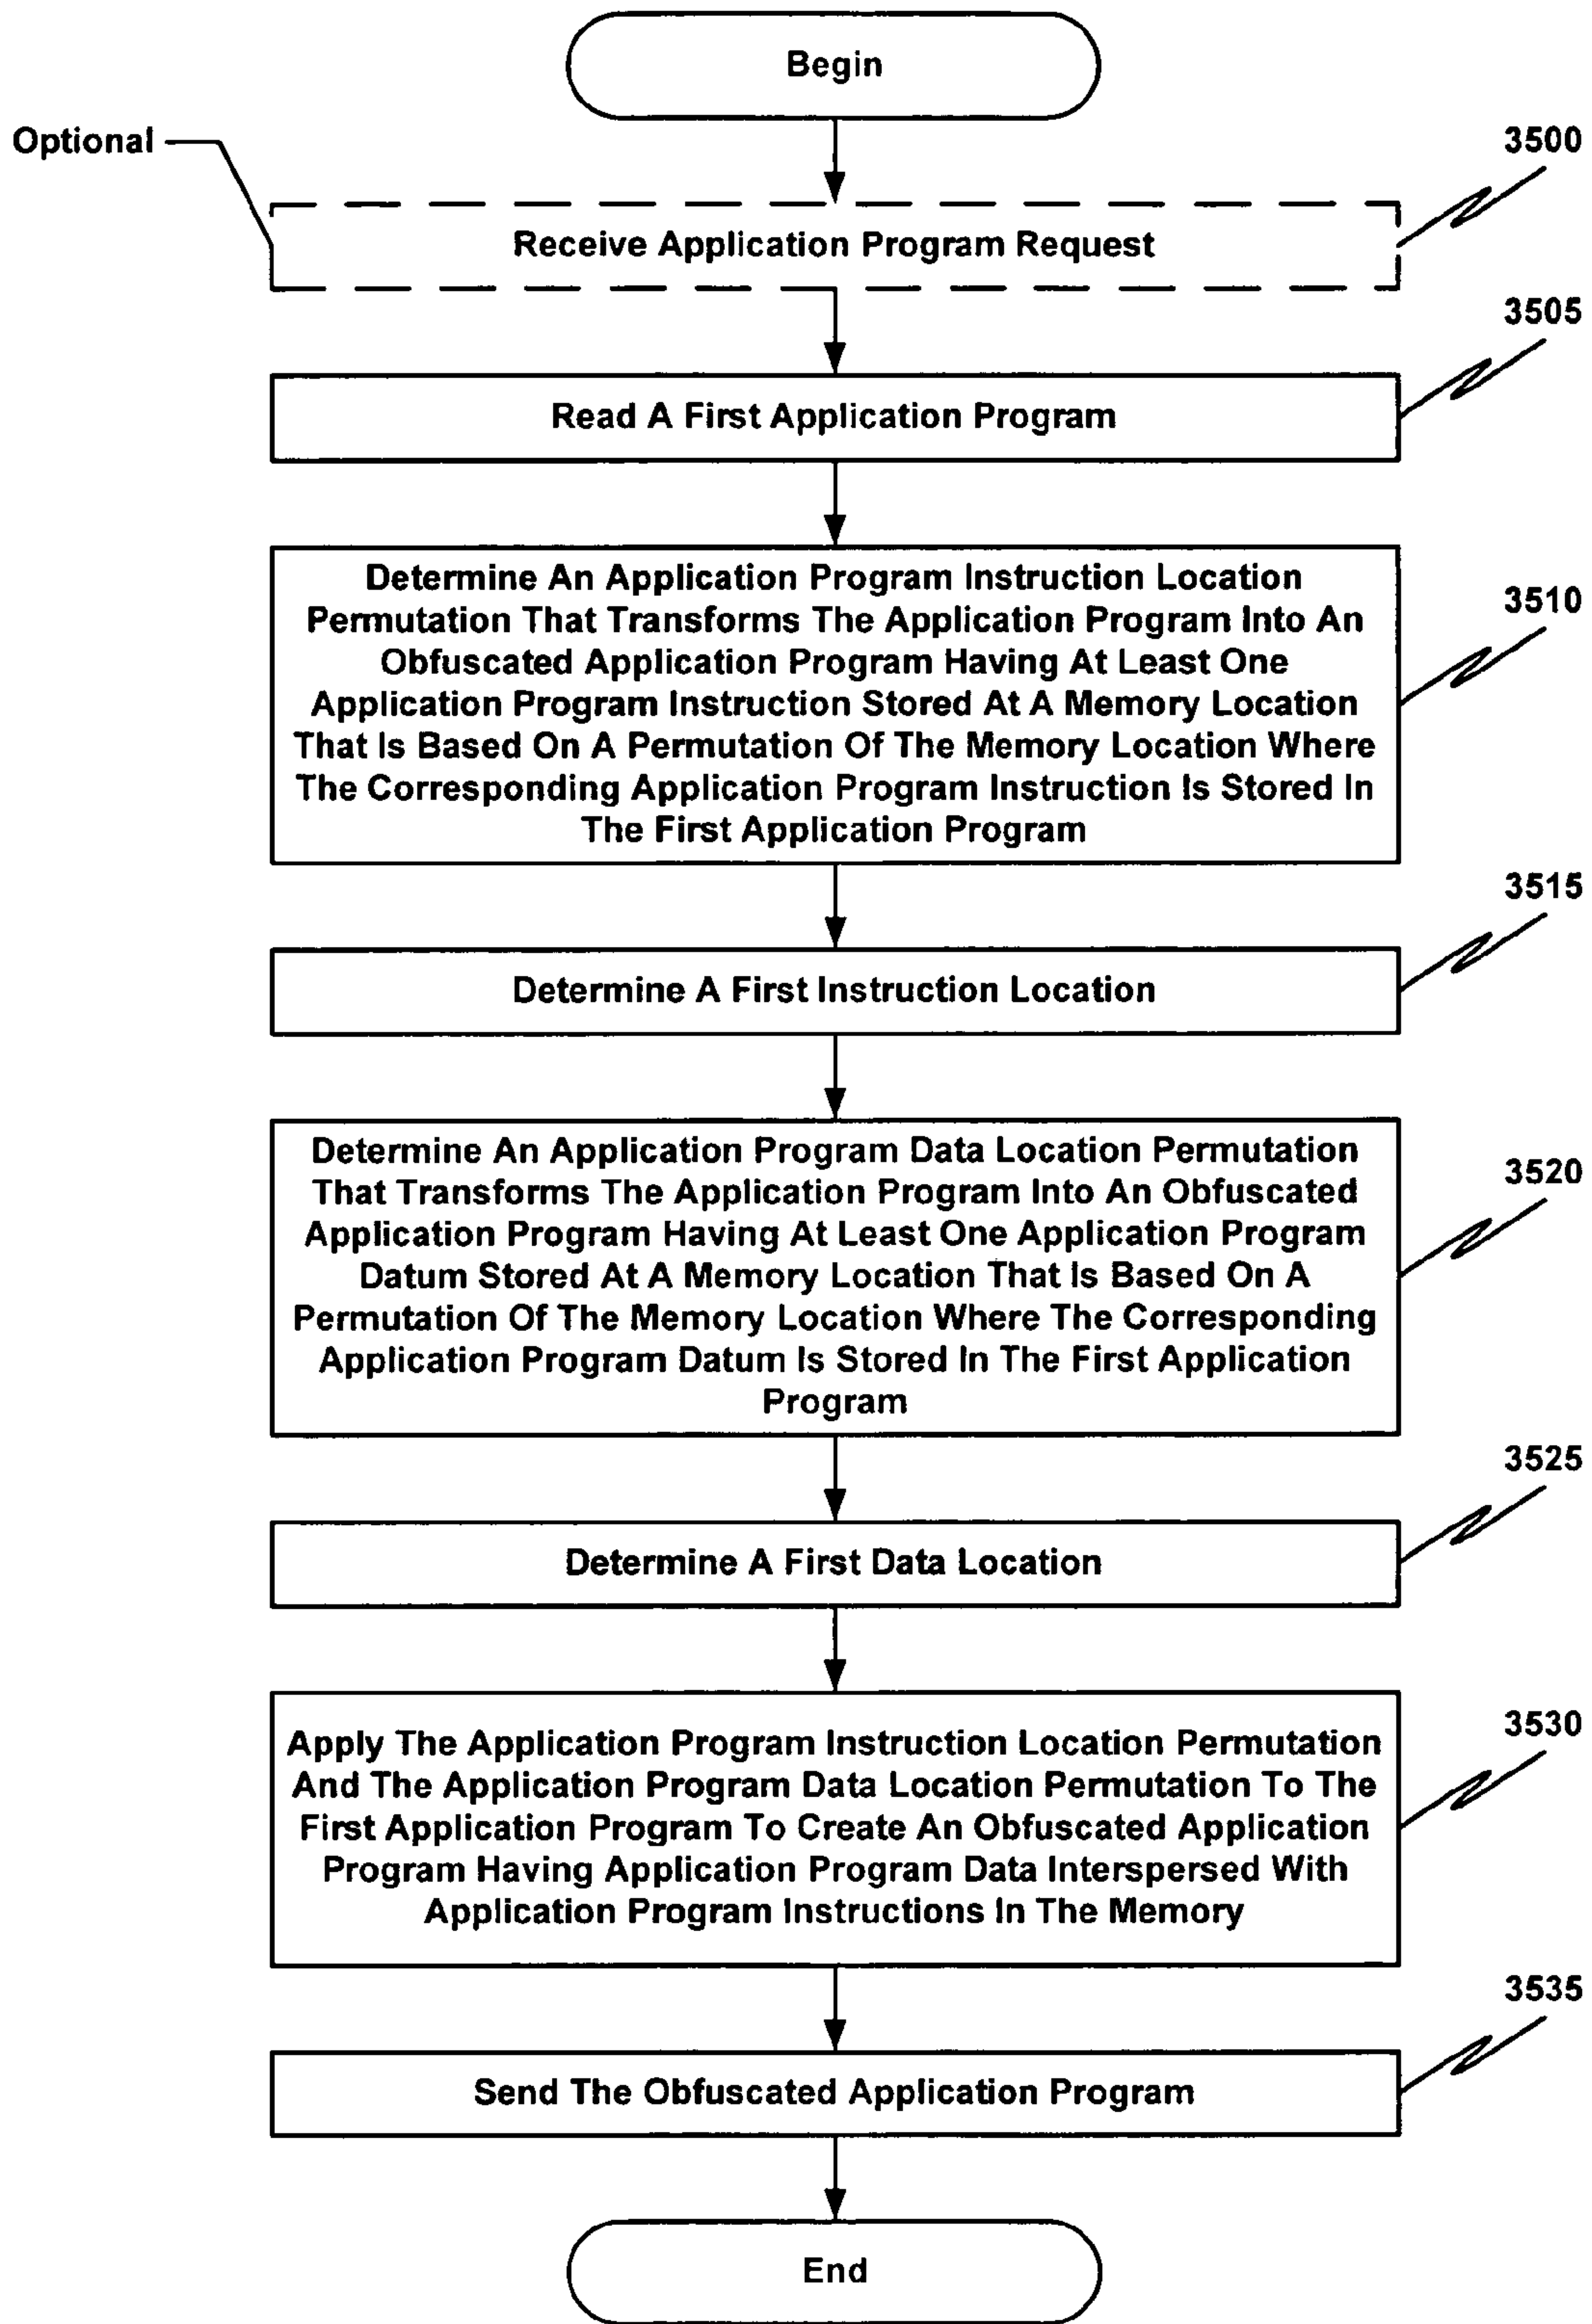 Begin
Optional
3500
Receive Application Program Request
3505
Read A First Application Program
Determine An Application Program Instruction Location
Permutation That Transforms The Application Program Into An
Obfuscated Application Program Having At Least One
Application Program Instruction Stored At A Memory Location
That Is Based On A Permutation Of The Memory Location Where
The Corresponding Application Program Instruction Is Stored In
The First Application Program
3510
3515
Determine A First Instruction Location
Determine An Application Program Data Location Permutation
That Transforms The Application Program Into An Obfuscated
Application Program Having At Least One Application Program
Datum Stored At A Memory Location That Is Based On A
Permutation Of The Memory Location Where The Corresponding
Application Program Datum Is Stored In The First Application
Program
3520
3525
Determine A First Data Location
3530
Apply The Application Program Instruction Location Permutation
And The Application Program Data Location Permutation To The
First Application Program To Create An Obfuscated Application
Program Having Application Program Data Interspersed With
Application Program Instructions In The Memory
3535
Send The Obfuscated Application Program
End